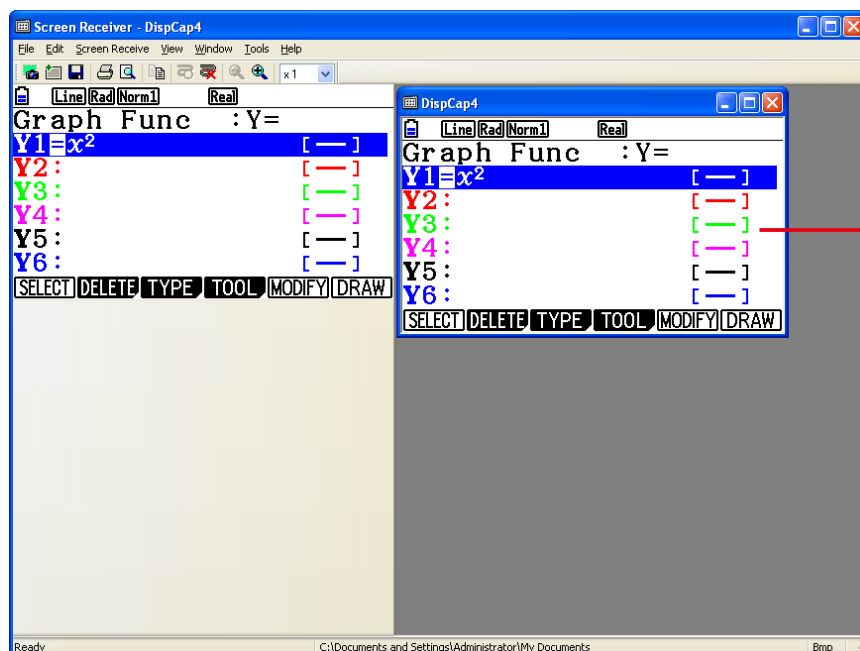 Screen Receiver - DispCap4
File Edit Screen Receive View Window Tools Help
x1
Line Rad Norm1 Real
Graph Func :Y=
Y1=x²  [—]
Y2: [—]
Y3: [—]
Y4: [—]
Y5: [—]
Y6: [—]
SELECT DELETE TYPE TOOL MODIFY DRAW
DispCap4
Line Rad Norm1 Real
Graph Func :Y=
Y1=x² [—]
Y2: [—]
Y3: [—]
Y4: [—]
Y5: [—]
Y6: [—]
SELECT DELETE TYPE TOOL MODIFY DRAW
Ready C:\Documents and Settings\Administrator\My Documents Bmp